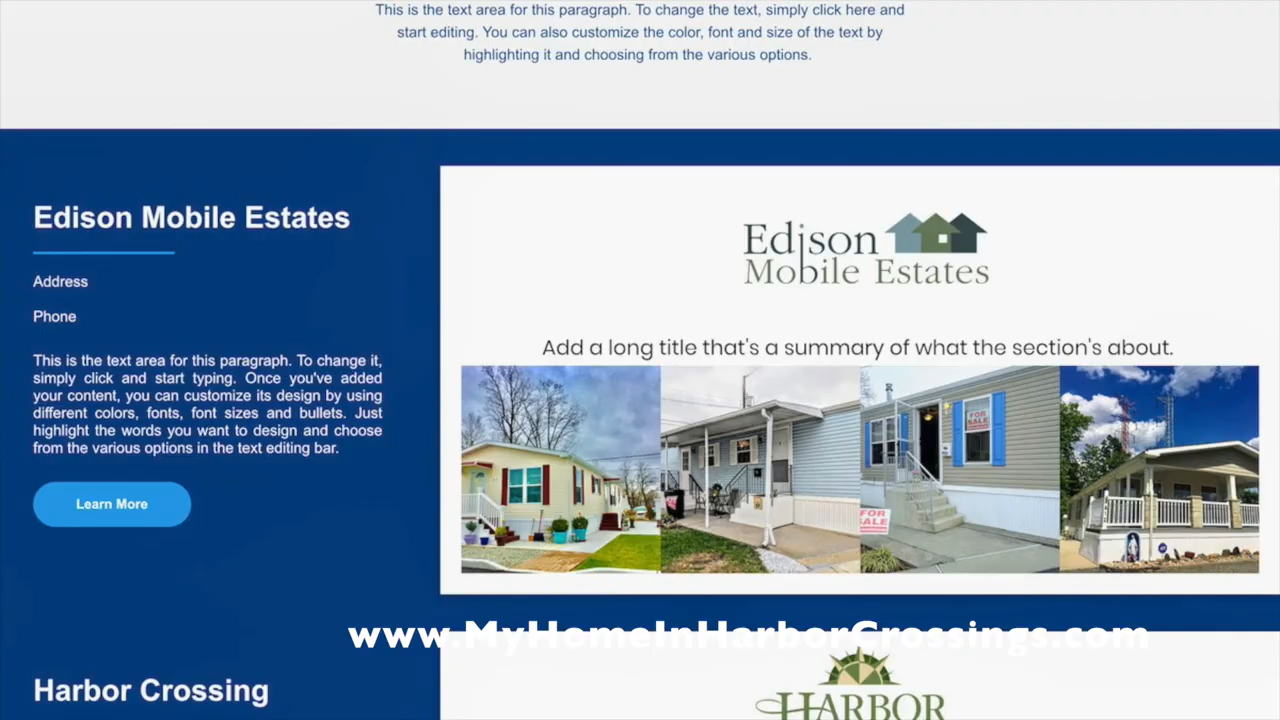 This is the text area for this paragraph. To change the text, simply click here and
start editing. You can also customize the color, font and size of the text by
highlighting it and choosing from the various options.
Edison Mobile Estates
Address
Phone
This is the text area for this paragraph. To change it,
simply click and start typing. Once you've added
your content, you can customize its design by using
different colors, fonts, font sizes and bullets. Just
highlight the words you want to design and choose
from the various options in the text editing bar.
Learn More
Edison
Mobile Estates
Add a long title that's a summary of what the section's about.
FOR
SALE
FOR
SALE
www.MyHomeInHarborCrossings.com
Harbor Crossing
HARBOR